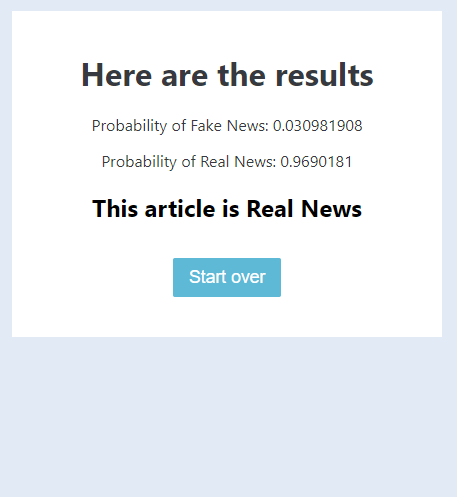 Here are the results
Probability of Fake News: 0.030981908
Probability of Real News: 0.9690181
This article is Real News
Start over